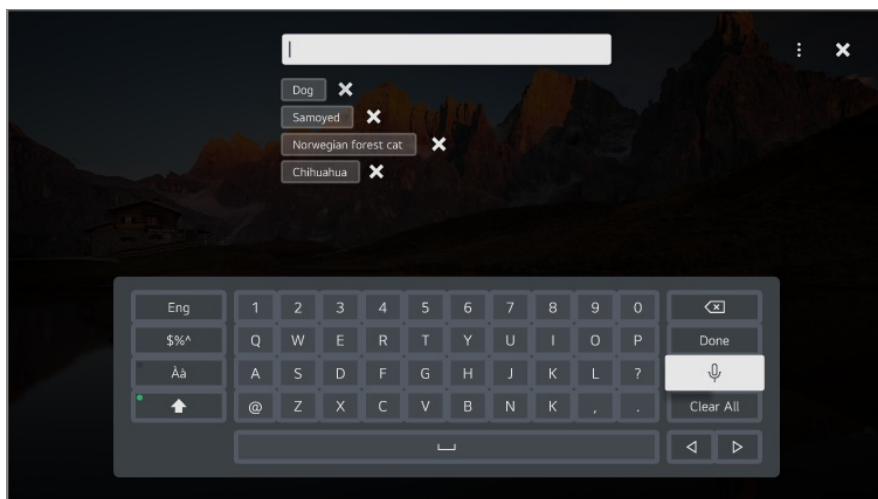 Dog
Samoyed
Norwegian forest cat
Chihuahua
Eng 1 2 3 4 5 6 7 8 9 0
$%^ Q W E R T Y U I O P Done
Àà A S D F G H J K L ?
@ Z X C V B N K , . Clear All